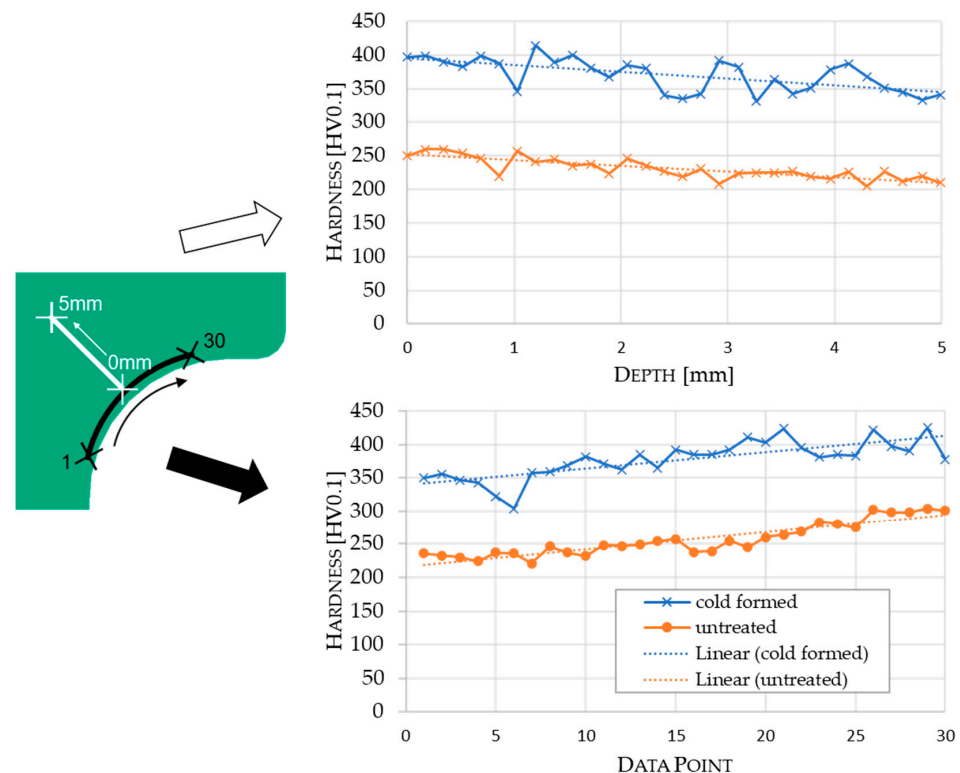 450
400
350
300
250
200
150
100
50
0
HARDNESS [HV0.1]
0 1 2 3 4 5
DEPTH [mm]
5mm
0mm
30
1
450
400
350
300
250
200
150
100
50
0
HARDNESS [HV0.1]
cold formed
untreated
Linear (cold formed)
Linear (untreated)
0 5 10 15 20 25 30
DATA POINT